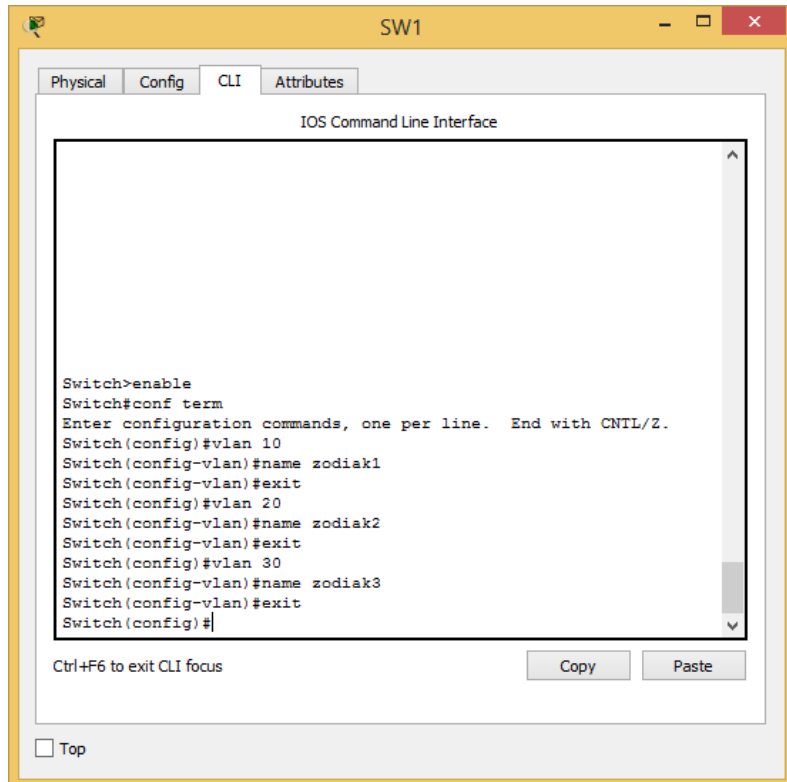 SW1
Physical Config CLI Attributes
IOS Command Line Interface
Switch>enable
Switch#conf term
Enter configuration commands, one per line.  End with CNTL/Z.
Switch(config)#vlan 10
Switch(config-vlan)#name zodiak1
Switch(config-vlan)#exit
Switch(config)#vlan 20
Switch(config-vlan)#name zodiak2
Switch(config-vlan)#exit
Switch(config)#vlan 30
Switch(config-vlan)#name zodiak3
Switch(config-vlan)#exit
Switch(config)#
Ctrl+F6 to exit CLI focus Copy Paste
Top